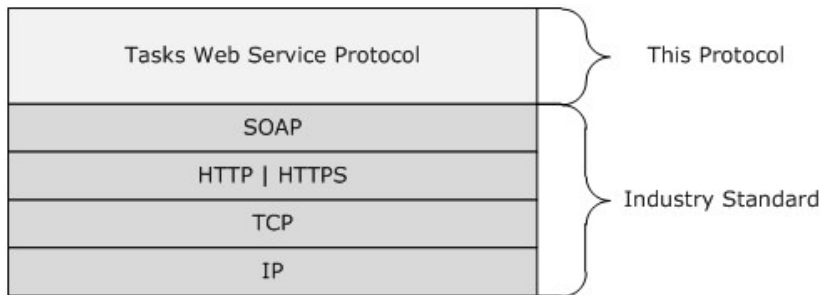 Tasks Web Service Protocol
This Protocol
SOAP
HTTP | HTTPS
TCP
IP
Industry Standard